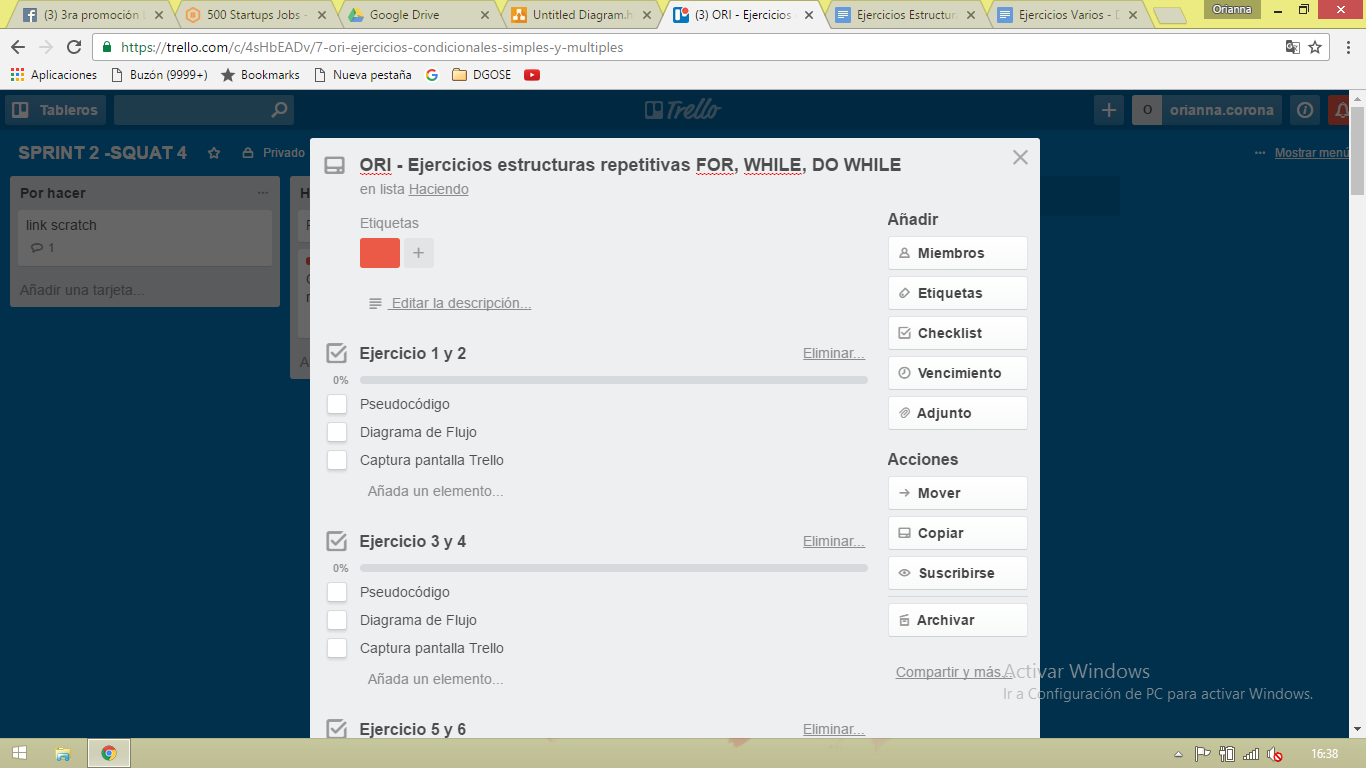 (3) 3ra promoción
500 Startups Jobs -
Google Drive
Untitled Diagram.h
(3) ORI - Ejercicios
Ejercicios Estructur
Ejercicios Varios - D
Orianna
https://trello.com/c/4sHbEADv/7-ori-ejercicios-condicionales-simples-y-multiples
Aplicaciones
Buzón (9999+)
Bookmarks
Nueva pestaña
DGOSE
Tableros
Trello
O
orianna.corona
SPRINT 2 -SQUAT 4
Privado
Mostrar menú
Por hacer
link scratch
1
Añadir una tarjeta...
ORI - Ejercicios estructuras repetitivas FOR, WHILE, DO WHILE
en lista Haciendo
Etiquetas
Editar la descripción...
Ejercicio 1 y 2
Eliminar...
0%
Pseudocódigo
Diagrama de Flujo
Captura pantalla Trello
Añada un elemento...
Ejercicio 3 y 4
Eliminar...
0%
Pseudocódigo
Diagrama de Flujo
Captura pantalla Trello
Añada un elemento...
Ejercicio 5 y 6
Eliminar...
Añadir
Miembros
Etiquetas
Checklist
Vencimiento
Adjunto
Acciones
Mover
Copiar
Suscribirse
Archivar
Compartir y más...
Activar Windows
Ir a Configuración de PC para activar Windows.
16:38